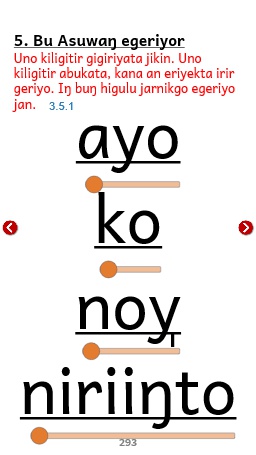 5. Bu Asuwaŋ egeriyor
Uno kiligitir gigiriyata jikin. Uno
kiligitir abukata, kana an eriyekta irir
geriyo. Iŋ buŋ higulu jarnikgo egeriyo
jan. 3.5.1
ayo
ko
noy̩
niriiŋto
293